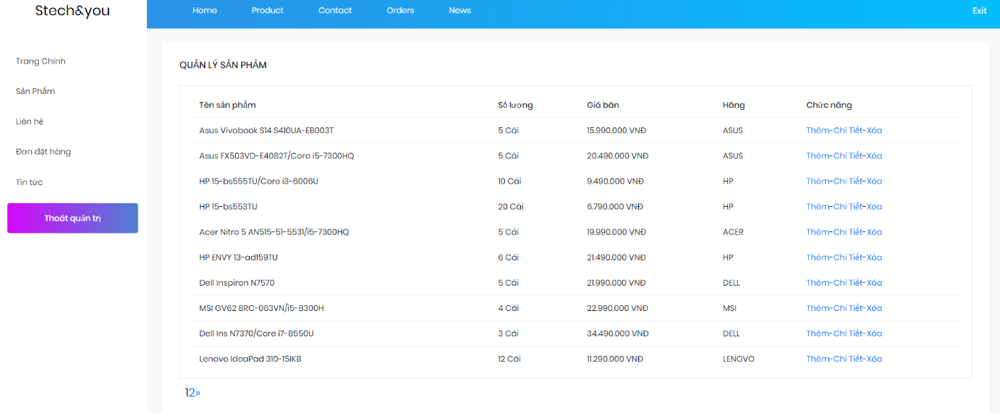 Stech&you
Home Product Contact Orders News Exit
Trang Chính
Sản Phẩm
Liên hệ
Đơn đặt hàng
Tin tức
Thoát quản trị
QUẢN LÝ SẢN PHẨM
Tên sản phẩm Số lượng Giá bán Hãng Chức năng
Asus Vivobook S14 S410UA-EB003T 5 Cái 15.990.000 VNĐ ASUS Thêm-Chi Tiết-Xóa
Asus FX503VD-E4082T/Core i5-7300HQ 5 Cái 20.490.000 VNĐ ASUS Thêm-Chi Tiết-Xóa
HP 15-bs555TU/Core i3-6006U 10 Cái 9.490.000 VNĐ HP Thêm-Chi Tiết-Xóa
HP 15-bs553TU 20 Cái 6.790.000 VNĐ HP Thêm-Chi Tiết-Xóa
Acer Nitro 5 AN515-51-5531/i5-7300HQ 5 Cái 19.990.000 VNĐ ACER Thêm-Chi Tiết-Xóa
HP ENVY 13-ad159TU 6 Cái 21.490.000 VNĐ HP Thêm-Chi Tiết-Xóa
Dell Inspiron N7570 5 Cái 21.990.000 VNĐ DELL Thêm-Chi Tiết-Xóa
MSI GV62 8RC-063VN/i5-8300H 4 Cái 22.990.000 VNĐ MSI Thêm-Chi Tiết-Xóa
Dell Ins N7370/Core i7-8550U 3 Cái 34.490.000 VNĐ DELL Thêm-Chi Tiết-Xóa
Lenovo IdeaPad 310-15IKB 12 Cái 11.290.000 VNĐ LENOVO Thêm-Chi Tiết-Xóa
12»